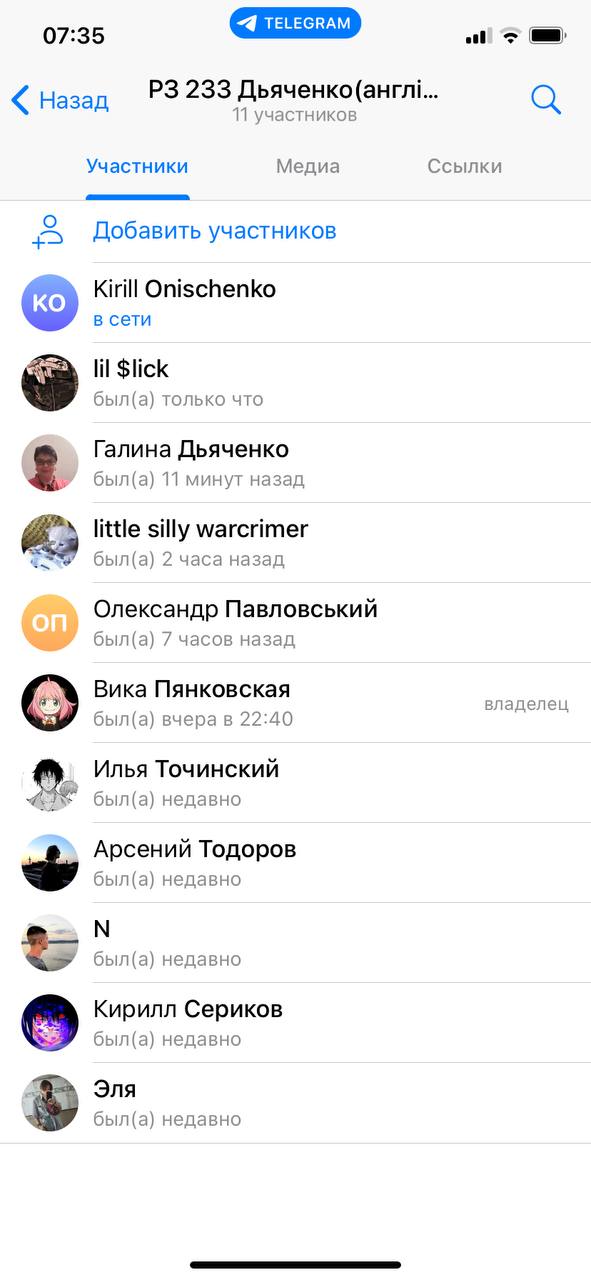 07:35
TELEGRAM
Назад
РЗ 233 Дьяченко(англі...
11 участников
Участники
Медиа
Ссылки
Добавить участников
KO
Kirill Onischenko
в сети
lil $lick
был(а) только что
Галина Дьяченко
был(а) 11 минут назад
little silly warcrimer
был(а) 2 часа назад
ОП
Олександр Павловський
был(а) 7 часов назад
Вика Пянковская
был(а) вчера в 22:40
владелец
Илья Точинский
был(а) недавно
Арсений Тодоров
был(а) недавно
N
был(а) недавно
Кирилл Сериков
был(а) недавно
Эля
был(а) недавно